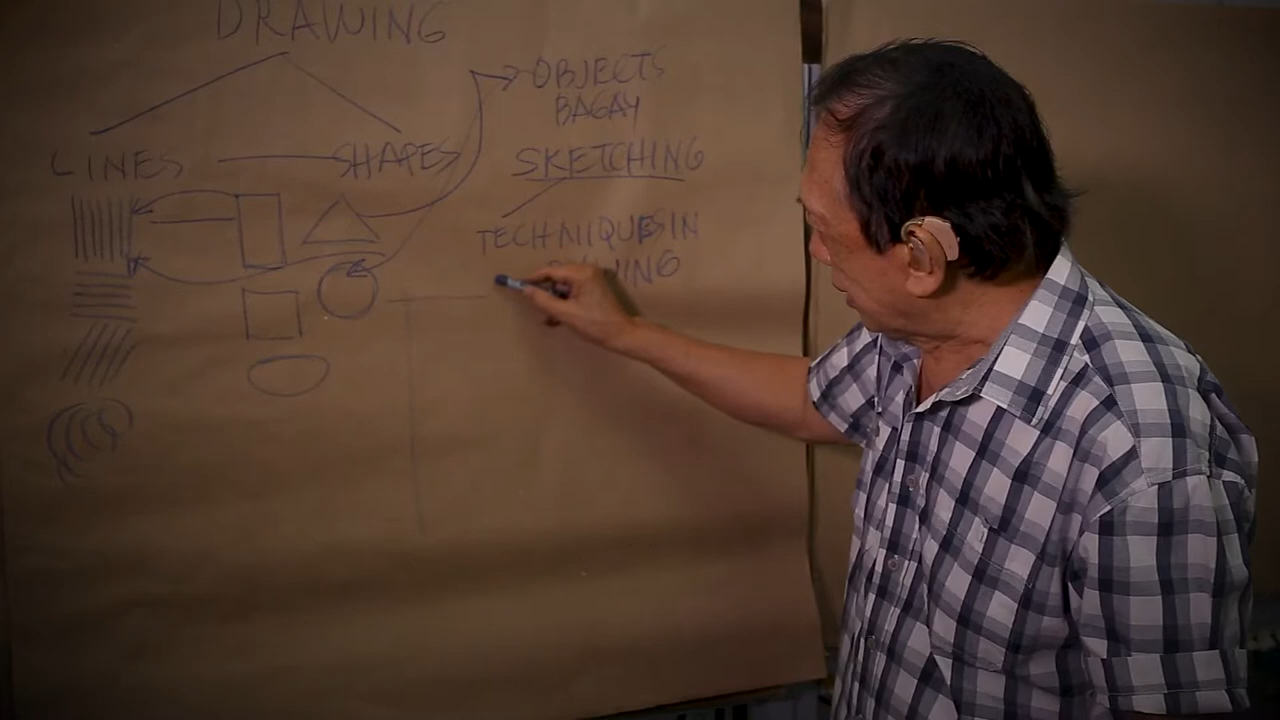 DRAWING
LINES
SHAPES
OBJECTS
BAGAY
SKETCHING
TECHNIQUES IN